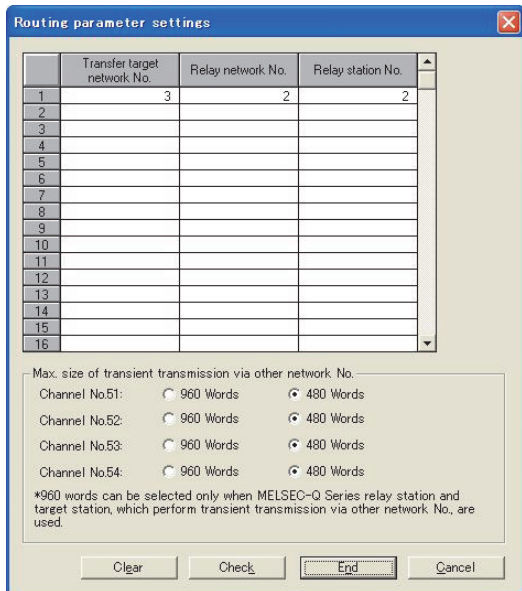 Routing parameter settings
Transfer target network No. Relay network No. Relay station No.
1 3 2 2
2
3
4
5
6
7
8
9
10
11
12
13
14
15
16
Max. size of transient transmission via other network No.
Channel No.51: 960 Words 480 Words
Channel No.52: 960 Words 480 Words
Channel No.53: 960 Words 480 Words
Channel No.54: 960 Words 480 Words
*960 words can be selected only when MELSEC-Q Series relay station and
target station, which perform transient transmission via other network No., are
used.
Clear Check End Cancel